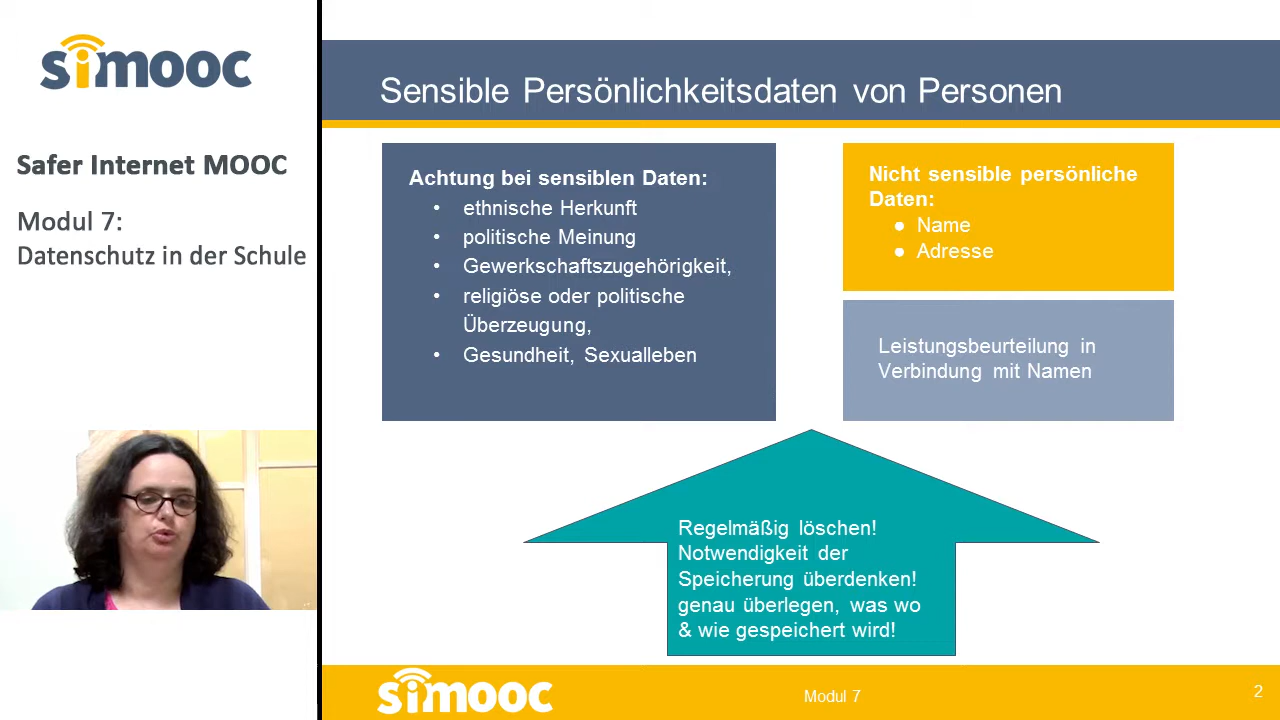 simooc
Safer Internet MOOC
Modul 7:
Datenschutz in der Schule
Sensible Persönlichkeitsdaten von Personen
Achtung bei sensiblen Daten:
• ethnische Herkunft
• politische Meinung
• Gewerkschaftszugehörigkeit,
• religiöse oder politische
Überzeugung,
• Gesundheit, Sexualleben
Nicht sensible persönliche
Daten:
● Name
● Adresse
Leistungsbeurteilung in
Verbindung mit Namen
Regelmäßig löschen!
Notwendigkeit der
Speicherung überdenken!
genau überlegen, was wo
& wie gespeichert wird!
simooc
Modul 7
2